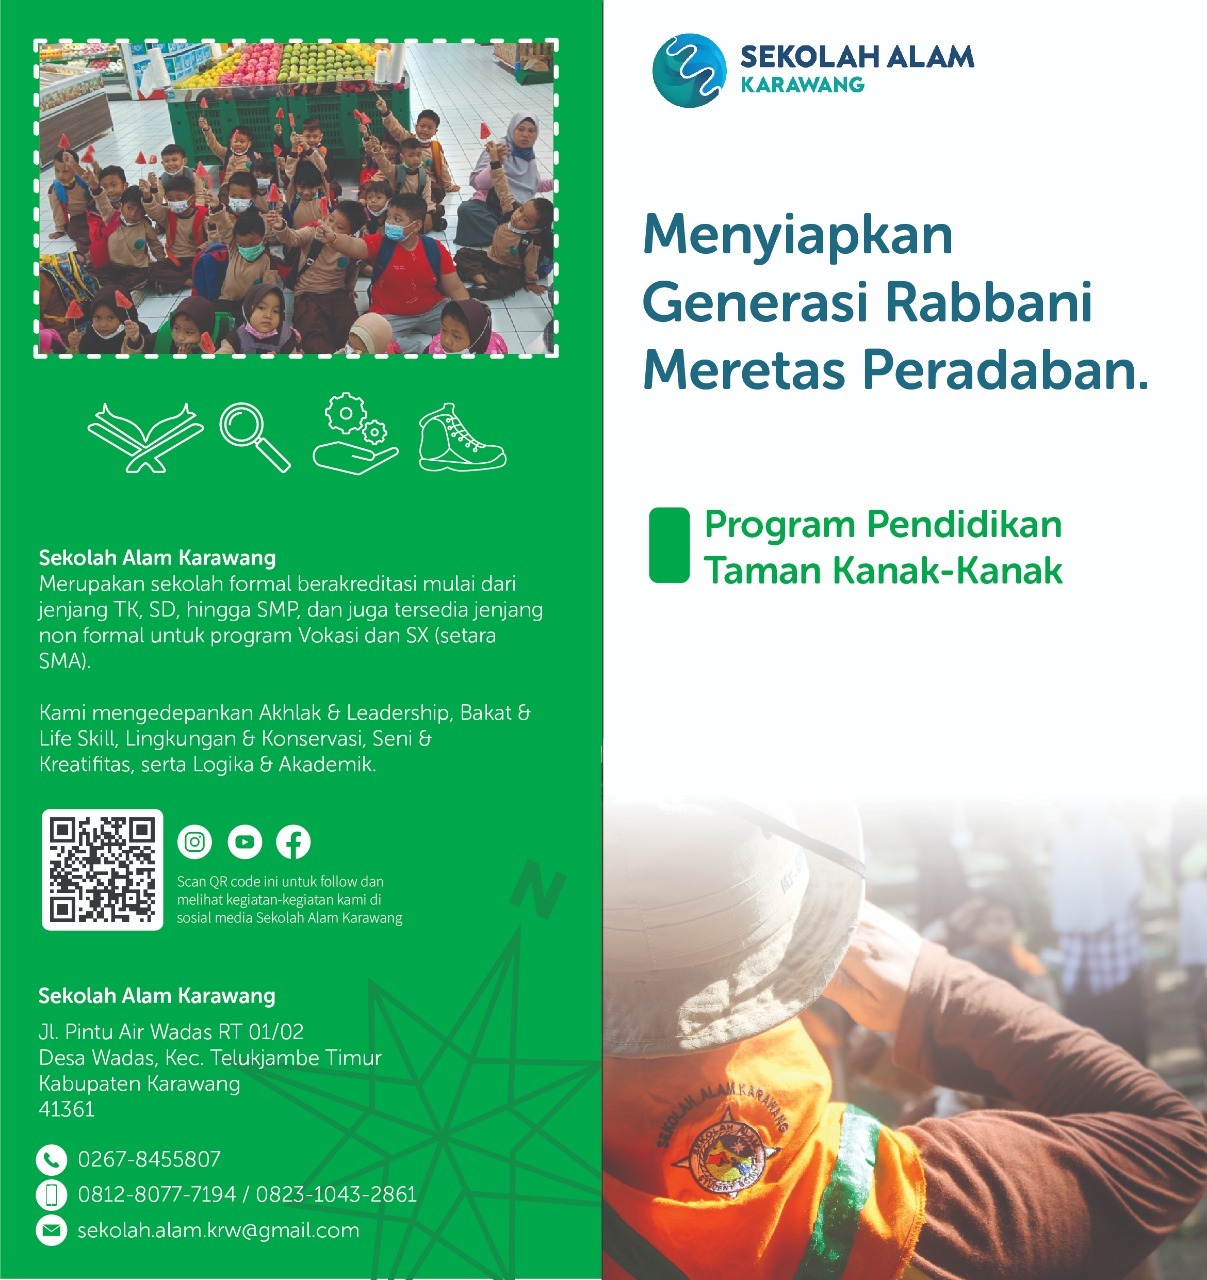 Sekolah Alam Karawang
Merupakan sekolah formal berakreditasi mulai dari
jenjang TK, SD, hingga SMP, dan juga tersedia jenjang
non formal untuk program Vokasi dan SX (setara
SMA).
Kami mengedepankan Akhlak & Leadership, Bakat &
Life Skill, Lingkungan & Konservasi, Seni &
Kreatifitas, serta Logika & Akademik.
Scan QR code ini untuk follow dan
melihat kegiatan-kegiatan kami di
sosial media Sekolah Alam Karawang
N
Sekolah Alam Karawang
Jl. Pintu Air Wadas RT 01/02
Desa Wadas, Kec. Telukjambe Timur
Kabupaten Karawang
41361
0267-8455807
0812-8077-7194 / 0823-1043-2861
sekolah.alam.krw@gmail.com
SEKOLAH ALAM
KARAWANG
Menyiapkan
Generasi Rabbani
Meretas Peradaban.
Program Pendidikan
Taman Kanak-Kanak
SEKOLAH ALAM KARAWANG
SEKOLAH ALAM